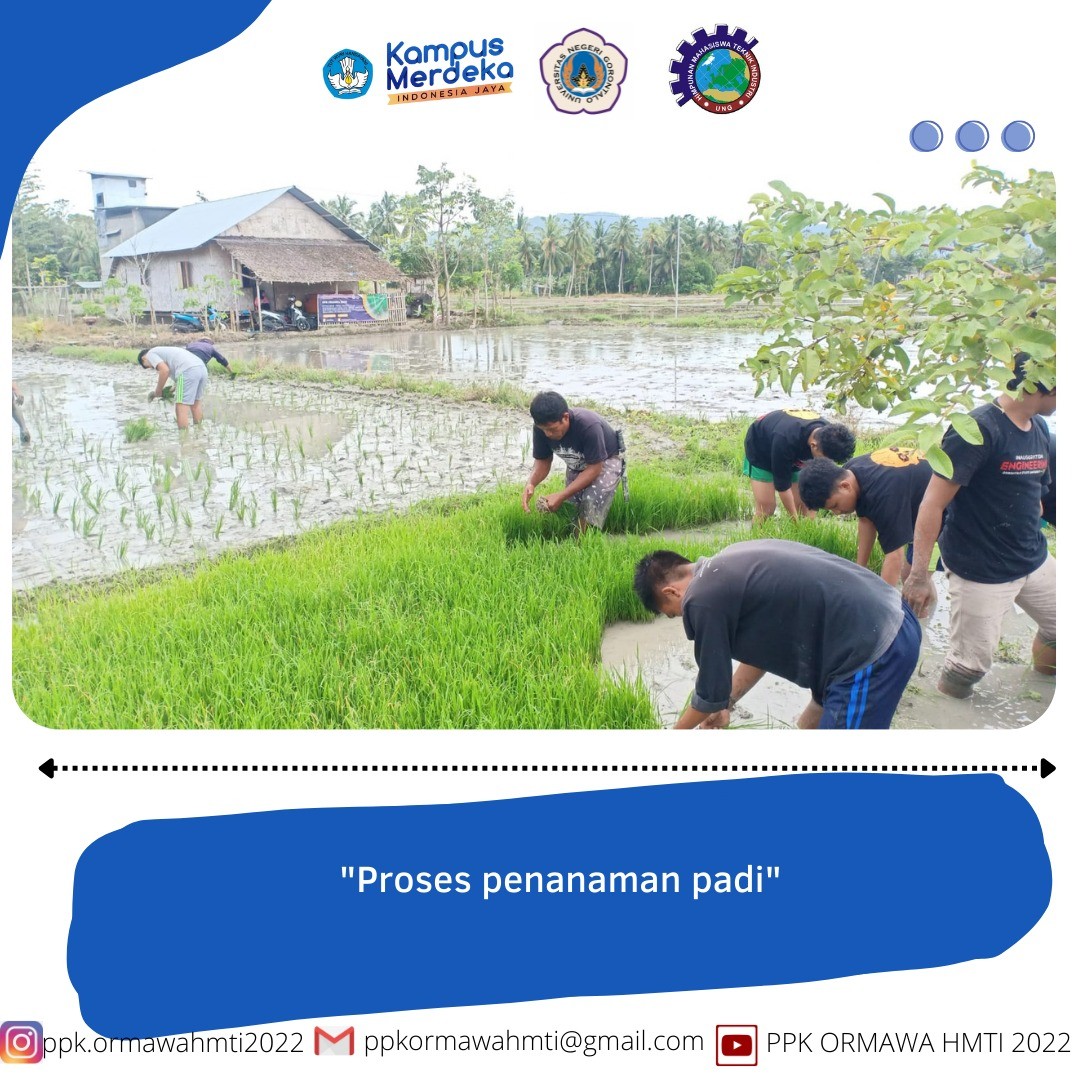 Kampus
Merdeka
INDONESIA JAYA
UNIVERSITAS NEGERI GORONTALO
HIMPUNAN MAHASISWA TEKNIK INDUSTRI
UNG
ENGINEERING
"Proses penanaman padi"
ppk.ormawahmti2022
ppkormawahmti@gmail.com
PPK ORMAWA HMTI 2022